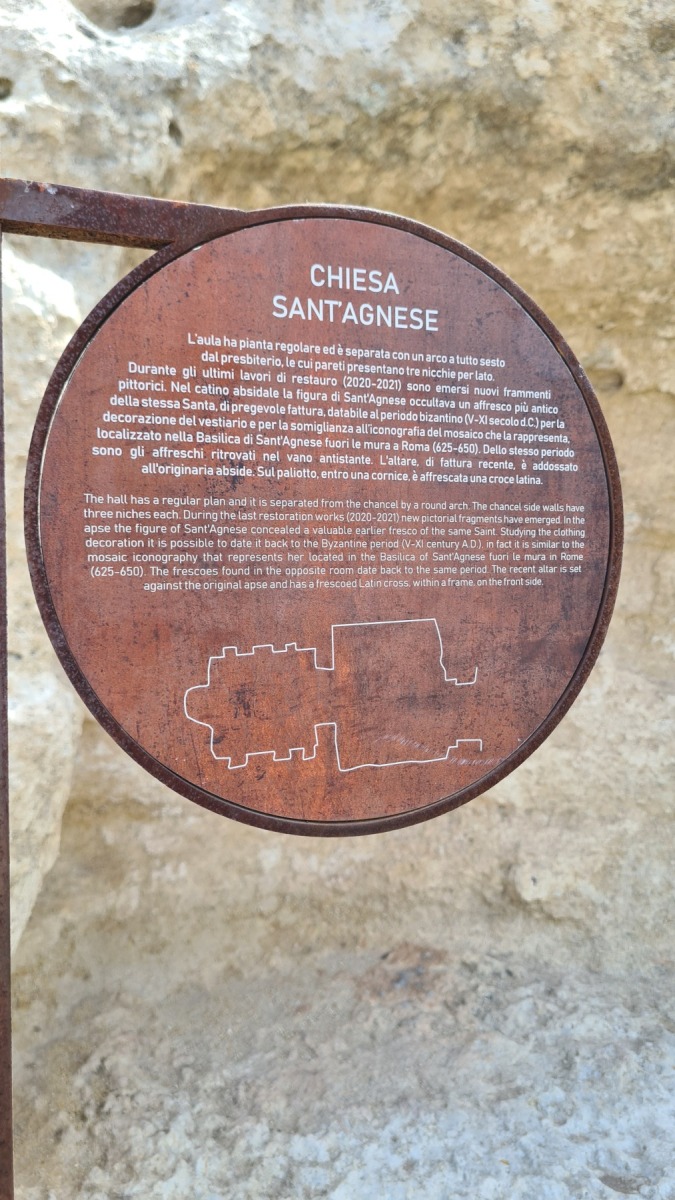 CHIESA
SANT'AGNESE
L'aula ha pianta regolare ed è separata con un arco a tutto sesto
dal presbiterio, le cui pareti presentano tre nicchie per lato.
Durante gli ultimi lavori di restauro (2020-2021) sono emersi nuovi frammenti
pittorici. Nel catino absidale la figura di Sant'Agnese occultava un affresco più antico
della stessa Santa, di pregevole fattura, databile al periodo bizantino (V-XI secolo d.C.) per la
decorazione del vestiario e per la somiglianza all'iconografia del mosaico che la rappresenta,
localizzato nella Basilica di Sant'Agnese fuori le mura a Roma (625-650). Dello stesso periodo
sono gli affreschi ritrovati nel vano antistante. L'altare, di fattura recente, è addossato
all'originaria abside. Sul paliotto, entro una cornice, è affrescata una croce latina.
The hall has a regular plan and it is separated from the chancel by a round arch. The chancel side walls have
three niches each. During the last restoration works (2020-2021) new pictorial fragments have emerged. In the
apse the figure of Sant'Agnese concealed a valuable earlier fresco of the same Saint. Studying the clothing
decoration it is possible to date it back to the Byzantine period (V-XI century A.D.), in fact it is similar to the
mosaic iconography that represents her located in the Basilica of Sant'Agnese fuori le mura in Rome
(625-650). The frescoes found in the opposite room date back to the same period. The recent altar is set
against the original apse and has a frescoed Latin cross, within a frame, on the front side.